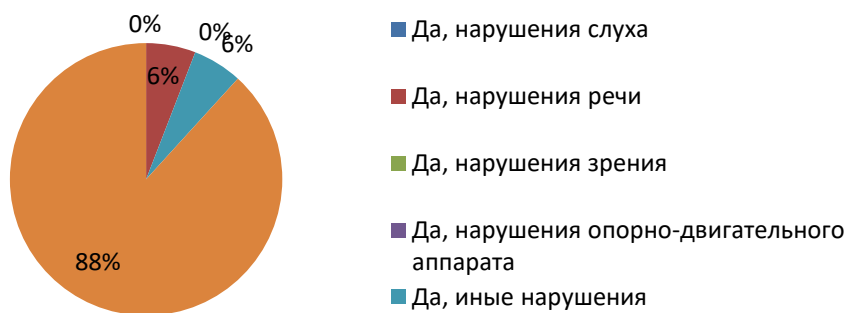 0%
0%
6%
6%
88%
Да, нарушения слуха
Да, нарушения речи
Да, нарушения зрения
Да, нарушения опорно-двигательного
аппарата
Да, иные нарушения